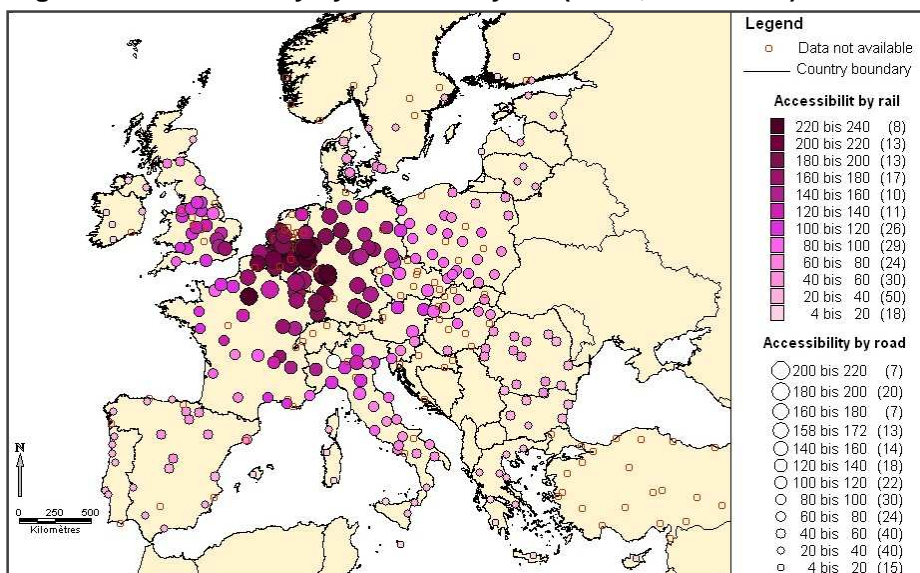 Legend
Data not available
Country boundary
Accessibilit by rail
220 bis 240 (8)
200 bis 220 (13)
180 bis 200 (13)
160 bis 180 (17)
140 bis 160 (10)
120 bis 140 (11)
100 bis 120 (26)
80 bis 100 (29)
60 bis 80 (24)
40 bis 60 (30)
20 bis 40 (50)
4 bis 20 (18)
Accessibility by road
200 bis 220 (7)
180 bis 200 (20)
160 bis 180 (7)
158 bis 172 (13)
140 bis 160 (14)
120 bis 140 (18)
100 bis 120 (22)
80 bis 100 (30)
60 bis 80 (24)
40 bis 60 (40)
20 bis 40 (40)
4 bis 20 (15)
N
0 250 500
Kilomètres